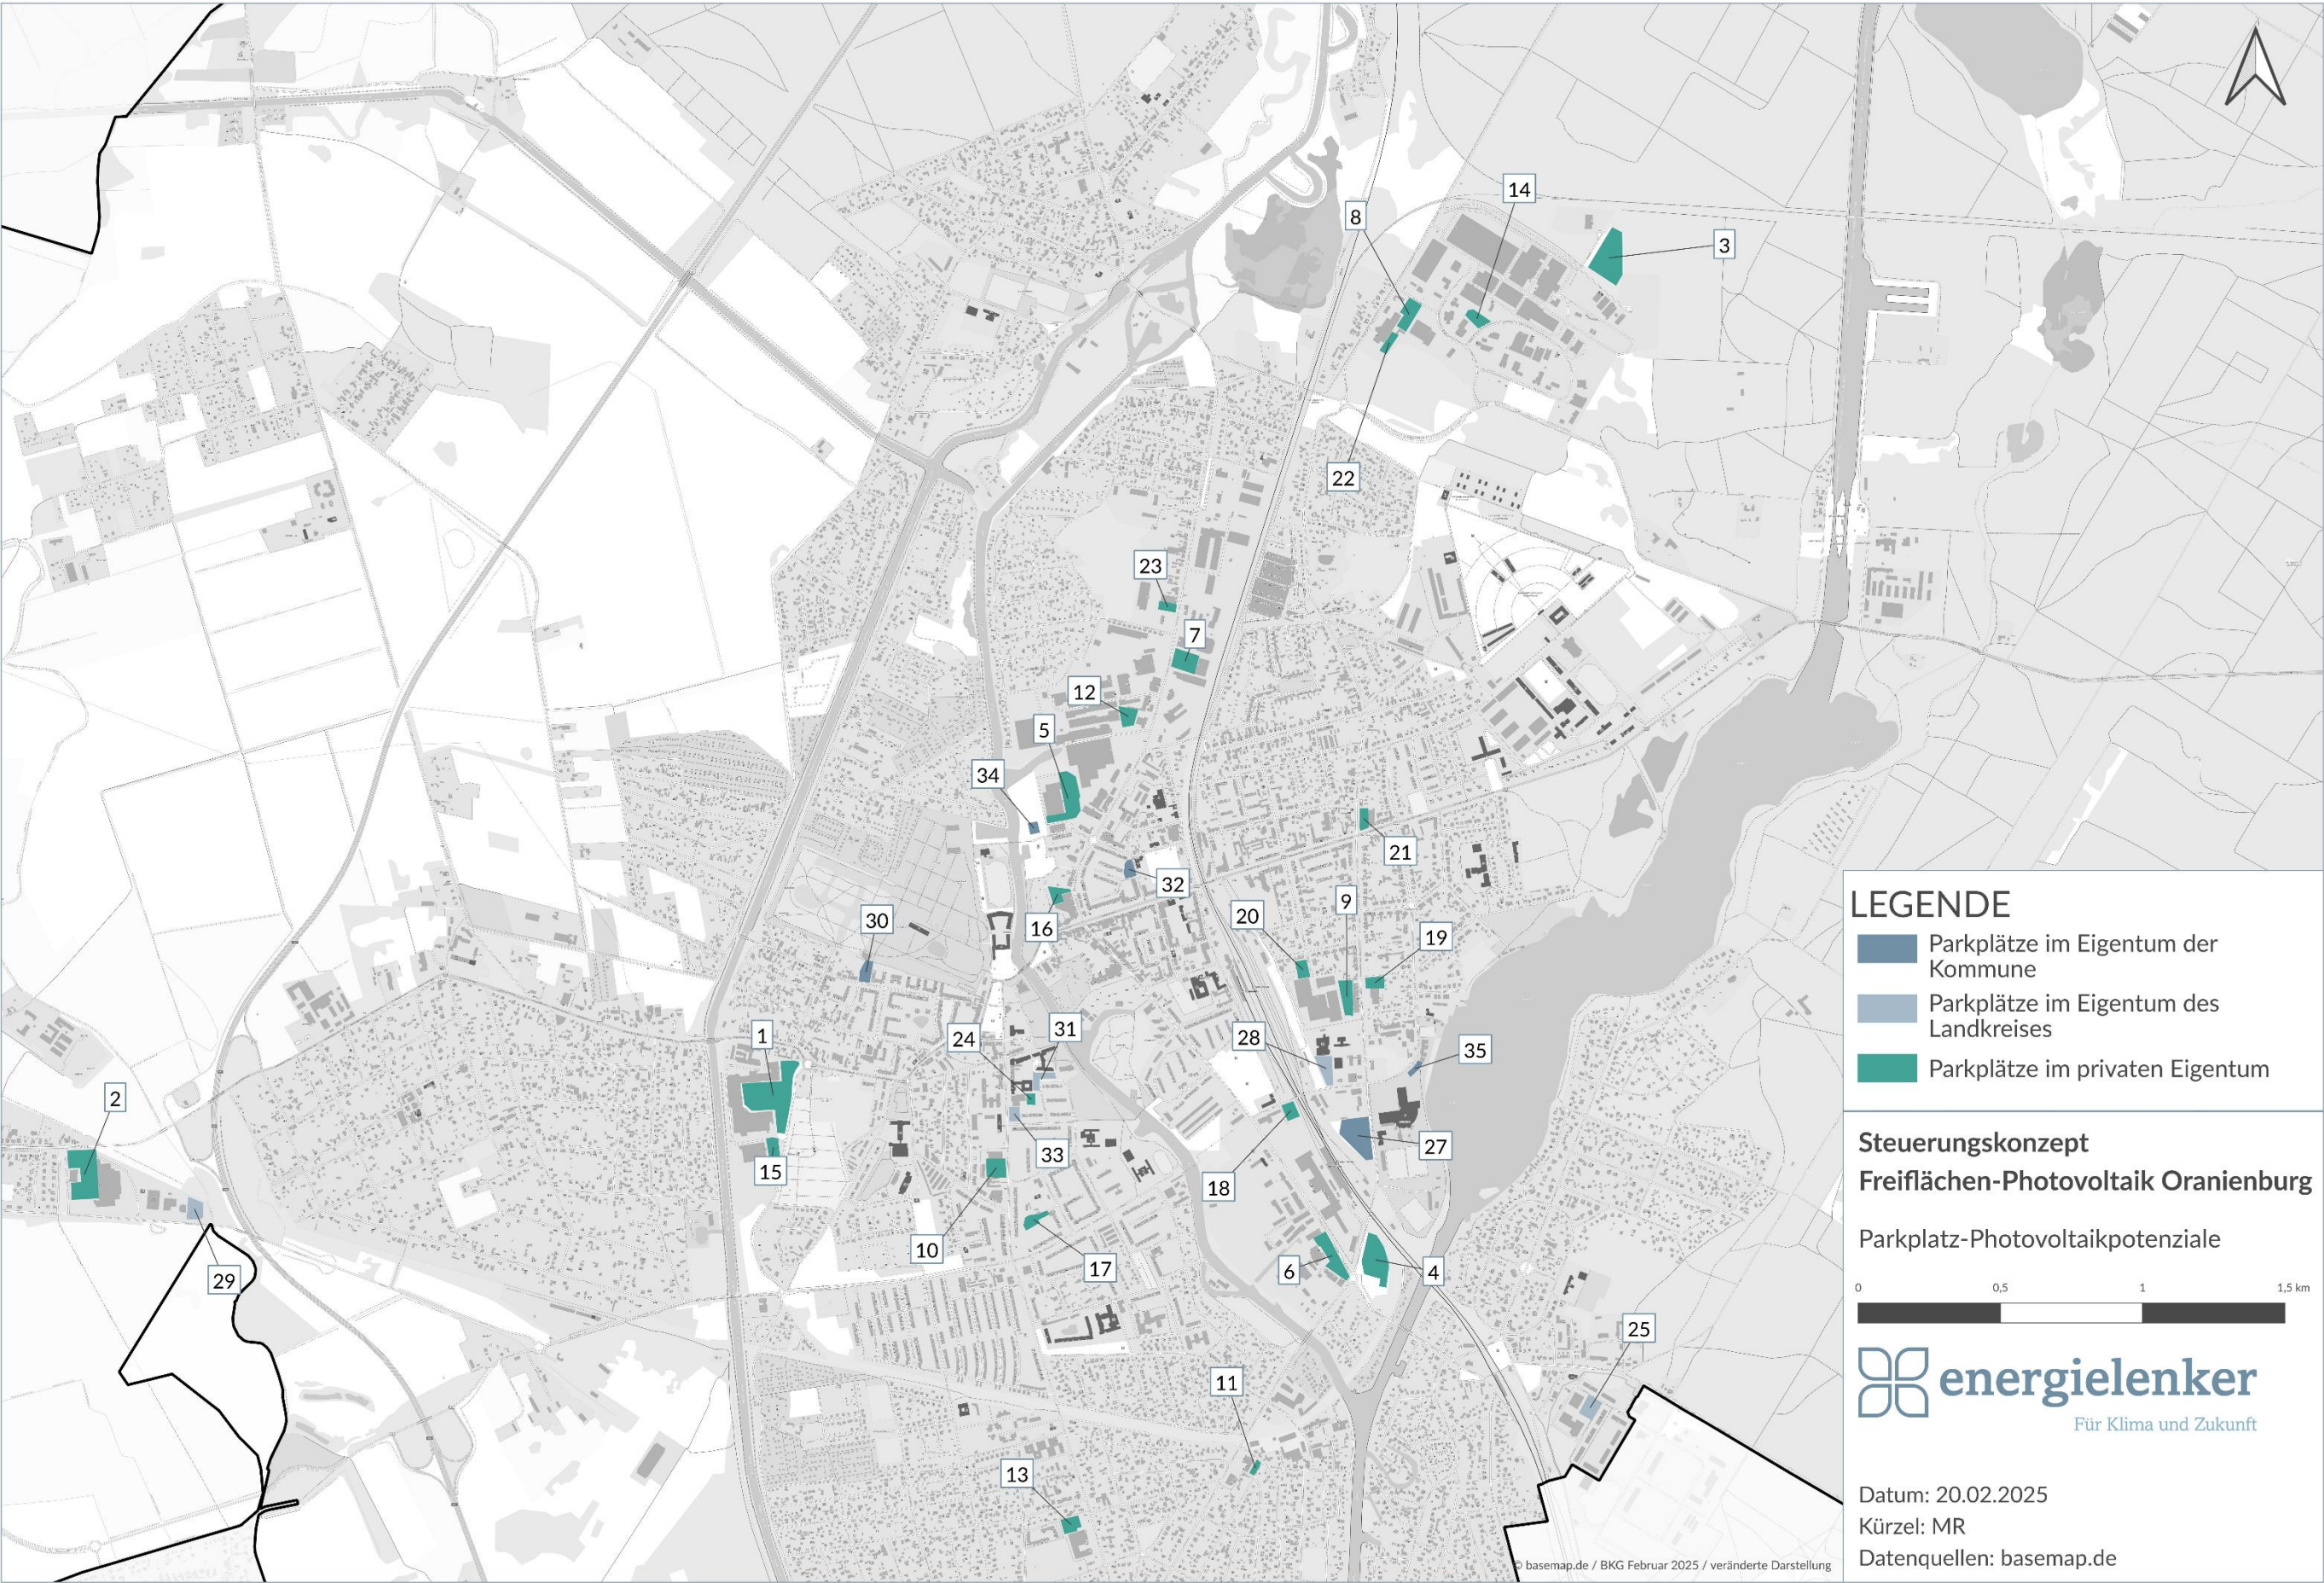 14
8
3
22
23
7
12
5
34
21
32
9
20
30
16
19
31
1
24
28
35
2
27
33
15
18
10
17
6
4
29
25
11
13
LEGENDE
Parkplätze im Eigentum der
Kommune
Parkplätze im Eigentum des
Landkreises
Parkplätze im privaten Eigentum
Steuerungskonzept
Freiflächen-Photovoltaik Oranienburg
Parkplatz-Photovoltaikpotenziale
0 0,5 1 1,5 km
energielenker
Für Klima und Zukunft
Datum: 20.02.2025
Kürzel: MR
Datenquellen: basemap.de
© basemap.de / BKG Februar 2025 / veränderte Darstellung